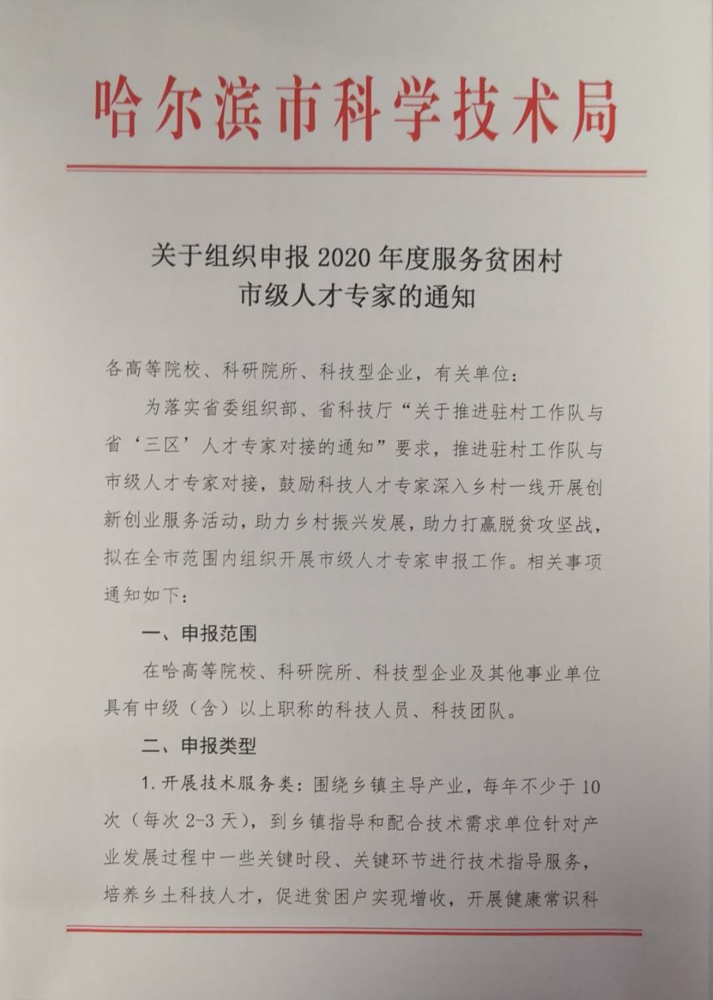 哈尔滨市科学技术局
关于组织申报 2020 年度服务贫困村
市级人才专家的通知
各高等院校、科研院所、科技型企业，有关单位：
为落实省委组织部、省科技厅“关于推进驻村工作队与
省‘三区’人才专家对接的通知”要求，推进驻村工作队与
市级人才专家对接，鼓励科技人才专家深入乡村一线开展创
新创业服务活动，助力乡村振兴发展，助力打赢脱贫攻坚战，
拟在全市范围内组织开展市级人才专家申报工作。相关事项
通知如下：
一、申报范围
在哈高等院校、科研院所、科技型企业及其他事业单位
具有中级（含）以上职称的科技人员、科技团队。
二、申报类型
1.开展技术服务类：围绕乡镇主导产业，每年不少于 10
次（每次 2-3 天），到乡镇指导和配合技术需求单位针对产
业发展过程中一些关键时段、关键环节进行技术指导服务，
培养乡土科技人才，促进贫困户实现增收，开展健康常识科